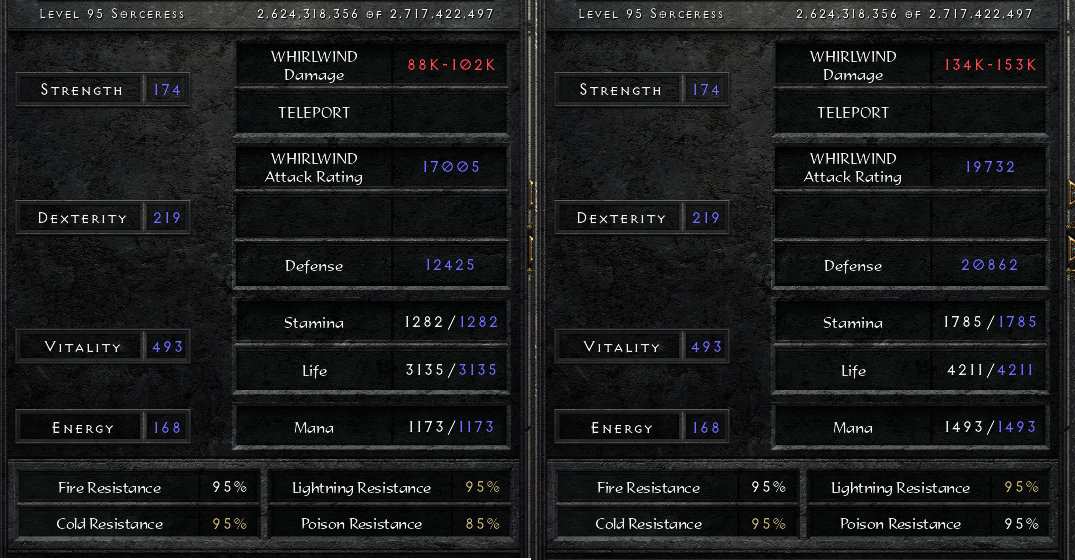 Level 95 Sorceress 2,624,318,356 of 2,717,422,497
WHIRLWIND
Damage 88K-102K
Strength 174
TELEPORT
WHIRLWIND
Attack Rating 17005
Dexterity 219
Defense 12425
Stamina 1282/1282
Vitality 493
Life 3135/3135
Energy 168
Mana 1173/1173
Fire Resistance 95% Lightning Resistance 95%
Cold Resistance 95% Poison Resistance 85%
Level 95 Sorceress 2,624,318,356 of 2,717,422,497
WHIRLWIND
Damage 134K-153K
Strength 174
TELEPORT
WHIRLWIND
Attack Rating 19732
Dexterity 219
Defense 20862
Stamina 1785/1785
Vitality 493
Life 4211/4211
Energy 168
Mana 1493/1493
Fire Resistance 95% Lightning Resistance 95%
Cold Resistance 95% Poison Resistance 95%